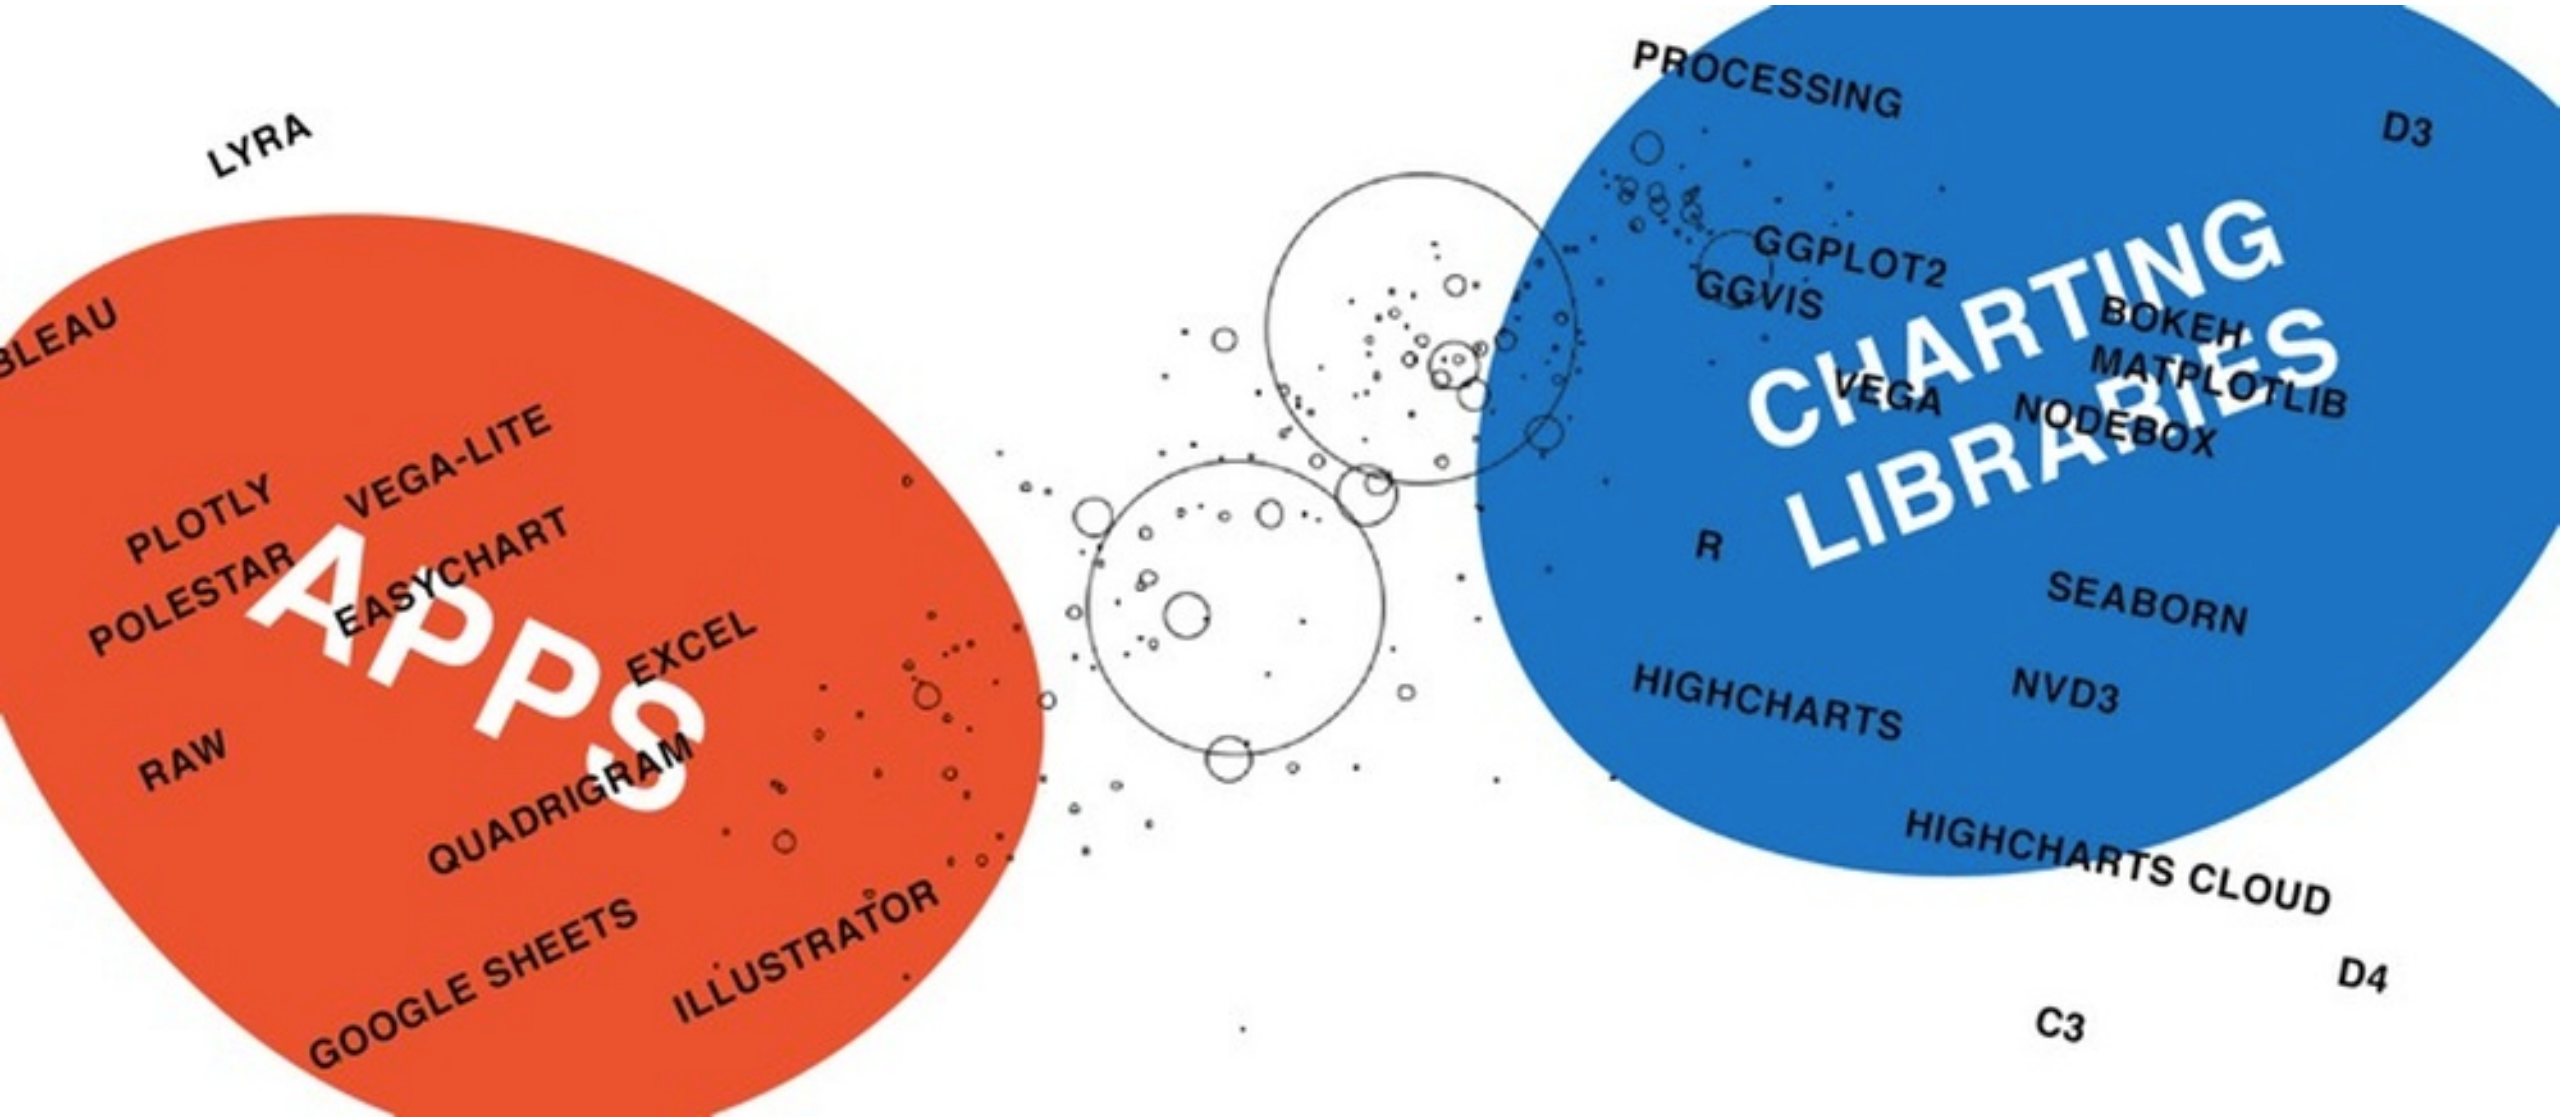 LYRA
BLEAU
PLOTLY
VEGA-LITE
POLESTAR
EASYCHART
APPS
EXCEL
RAW
QUADRIGRAM
GOOGLE SHEETS
ILLUSTRATOR
PROCESSING
D3
GGPLOT2
GGVIS
CHARTING
LIBRARIES
BOKEH
MATPLOTLIB
VEGA
NODEBOX
R
SEABORN
HIGHCHARTS
NVD3
HIGHCHARTS CLOUD
D4
C3